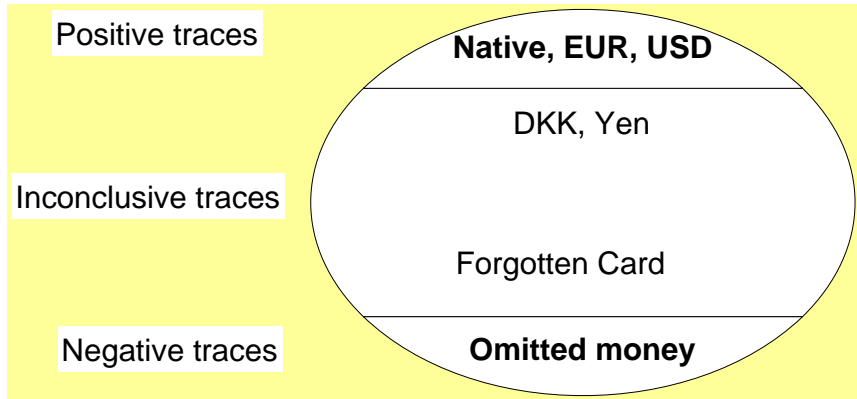 Positive traces
Native, EUR, USD
DKK, Yen
Inconclusive traces
Forgotten Card
Negative traces
Omitted money